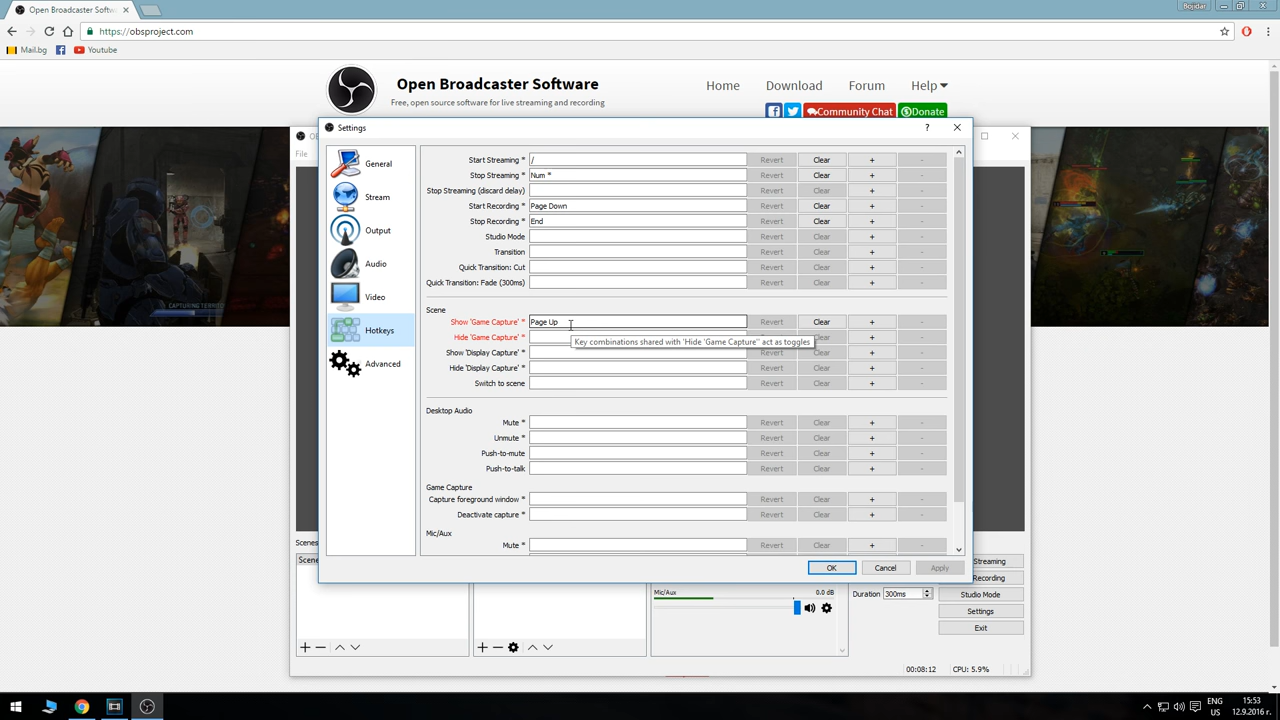 Open Broadcaster Softw
Bojidar
https://obsproject.com
Mail.bg
Youtube
Open Broadcaster Software
Free, open source software for live streaming and recording
Home Download Forum Help
Community Chat Donate
Settings
?
File
General
Stream
Output
Audio
Video
Hotkeys
Advanced
Start Streaming * / Revert Clear + -
Stop Streaming * Num * Revert Clear + -
Stop Streaming (discard delay) Revert Clear + -
Start Recording * Page Down Revert Clear + -
Stop Recording * End Revert Clear + -
Studio Mode Revert Clear + -
Transition Revert Clear + -
Quick Transition: Cut Revert Clear + -
Quick Transition: Fade (300ms) Revert Clear + -
Scene
Show 'Game Capture' * Page Up Revert Clear + -
Hide 'Game Capture' * Revert Clear + -
Key combinations shared with 'Hide 'Game Capture'' act as toggles
Show 'Display Capture' * Revert Clear + -
Hide 'Display Capture' * Revert Clear + -
Switch to scene Revert Clear + -
Desktop Audio
Mute * Revert Clear + -
Unmute * Revert Clear + -
Push-to-mute Revert Clear + -
Push-to-talk Revert Clear + -
Game Capture
Capture foreground window * Revert Clear + -
Deactivate capture * Revert Clear + -
Mic/Aux
Mute * Revert Clear + -
OK Cancel Apply
Scenes
Scene
Mic/Aux 0.0 dB
Duration 300ms
Streaming
Recording
Studio Mode
Settings
Exit
00:08:12 CPU: 5.9%
ENG
US
15:53
12.9.2016 г.